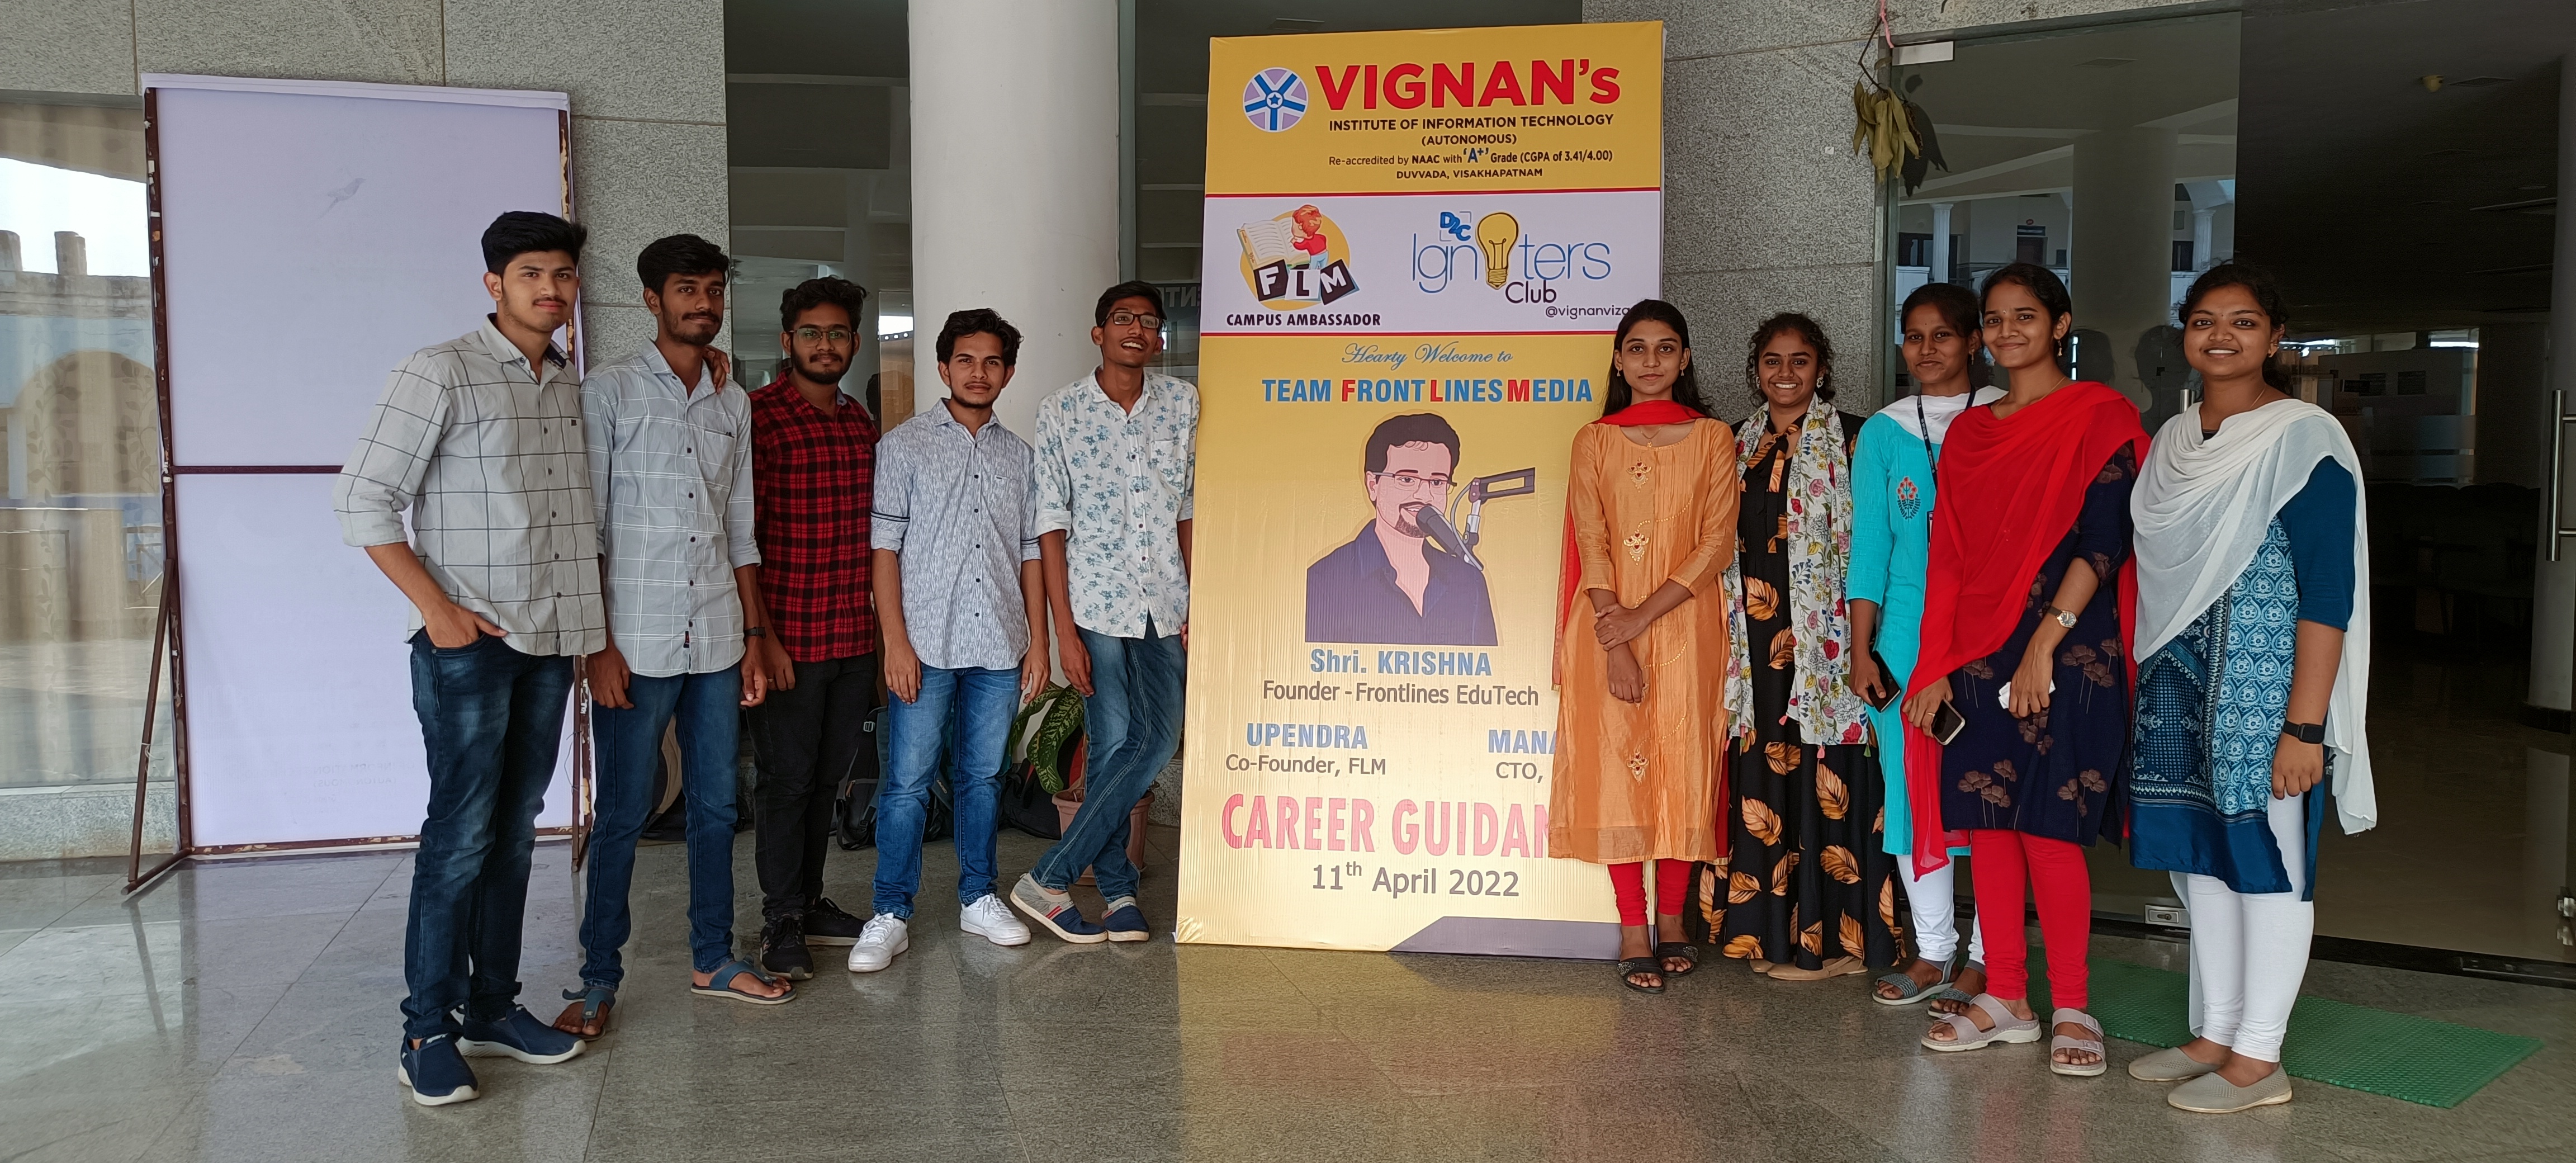 VIGNAN's
INSTITUTE OF INFORMATION TECHNOLOGY
(AUTONOMOUS)
Re-accredited by NAAC with 'A+' Grade (CGPA of 3.41/4.00)
DUVVADA, VISAKHAPATNAM
FLM
CAMPUS AMBASSADOR
D2C
Igniters
Club
Hearty Welcome to
TEAM FRONTLINESMEDIA
Shri. KRISHNA
Founder - Frontlines EduTech
UPENDRA
Co-Founder, FLM
CTO,
CAREER
11th April 2022